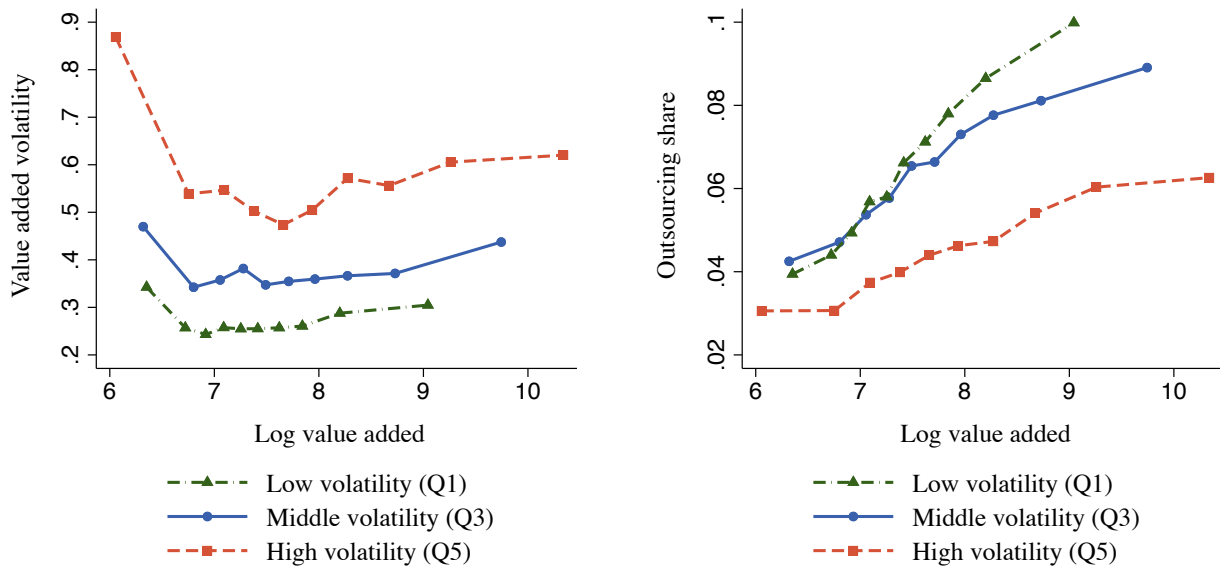 Value added volatility
.9
.8
.7
.6
.5
.4
.3
.2
6 7 8 9 10
Log value added
Low volatility (Q1)
Middle volatility (Q3)
High volatility (Q5)
Outsourcing share
.1
.08
.06
.04
.02
6 7 8 9 10
Log value added
Low volatility (Q1)
Middle volatility (Q3)
High volatility (Q5)